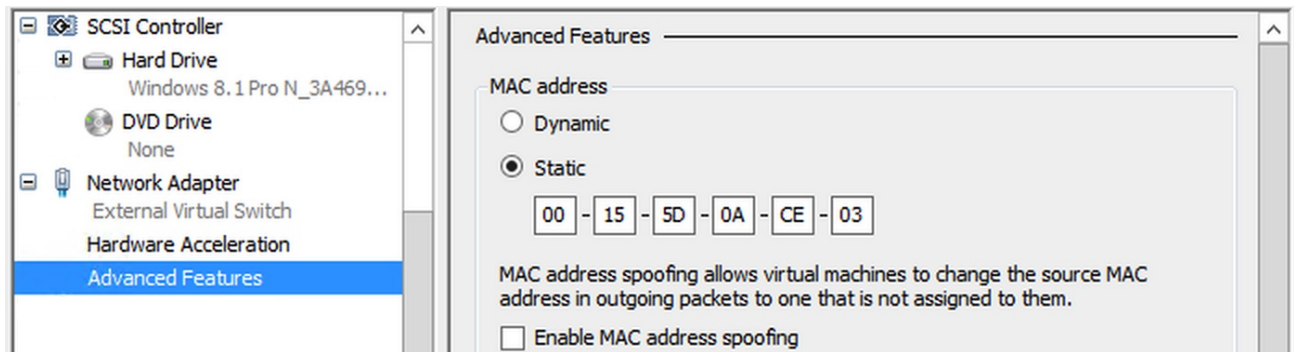 SCSI Controller
Hard Drive
Windows 8.1 Pro N_3A469...
DVD Drive
None
Network Adapter
External Virtual Switch
Hardware Acceleration
Advanced Features
Advanced Features
MAC address
Dynamic
Static
00 - 15 - 5D - 0A - CE - 03
MAC address spoofing allows virtual machines to change the source MAC
address in outgoing packets to one that is not assigned to them.
Enable MAC address spoofing